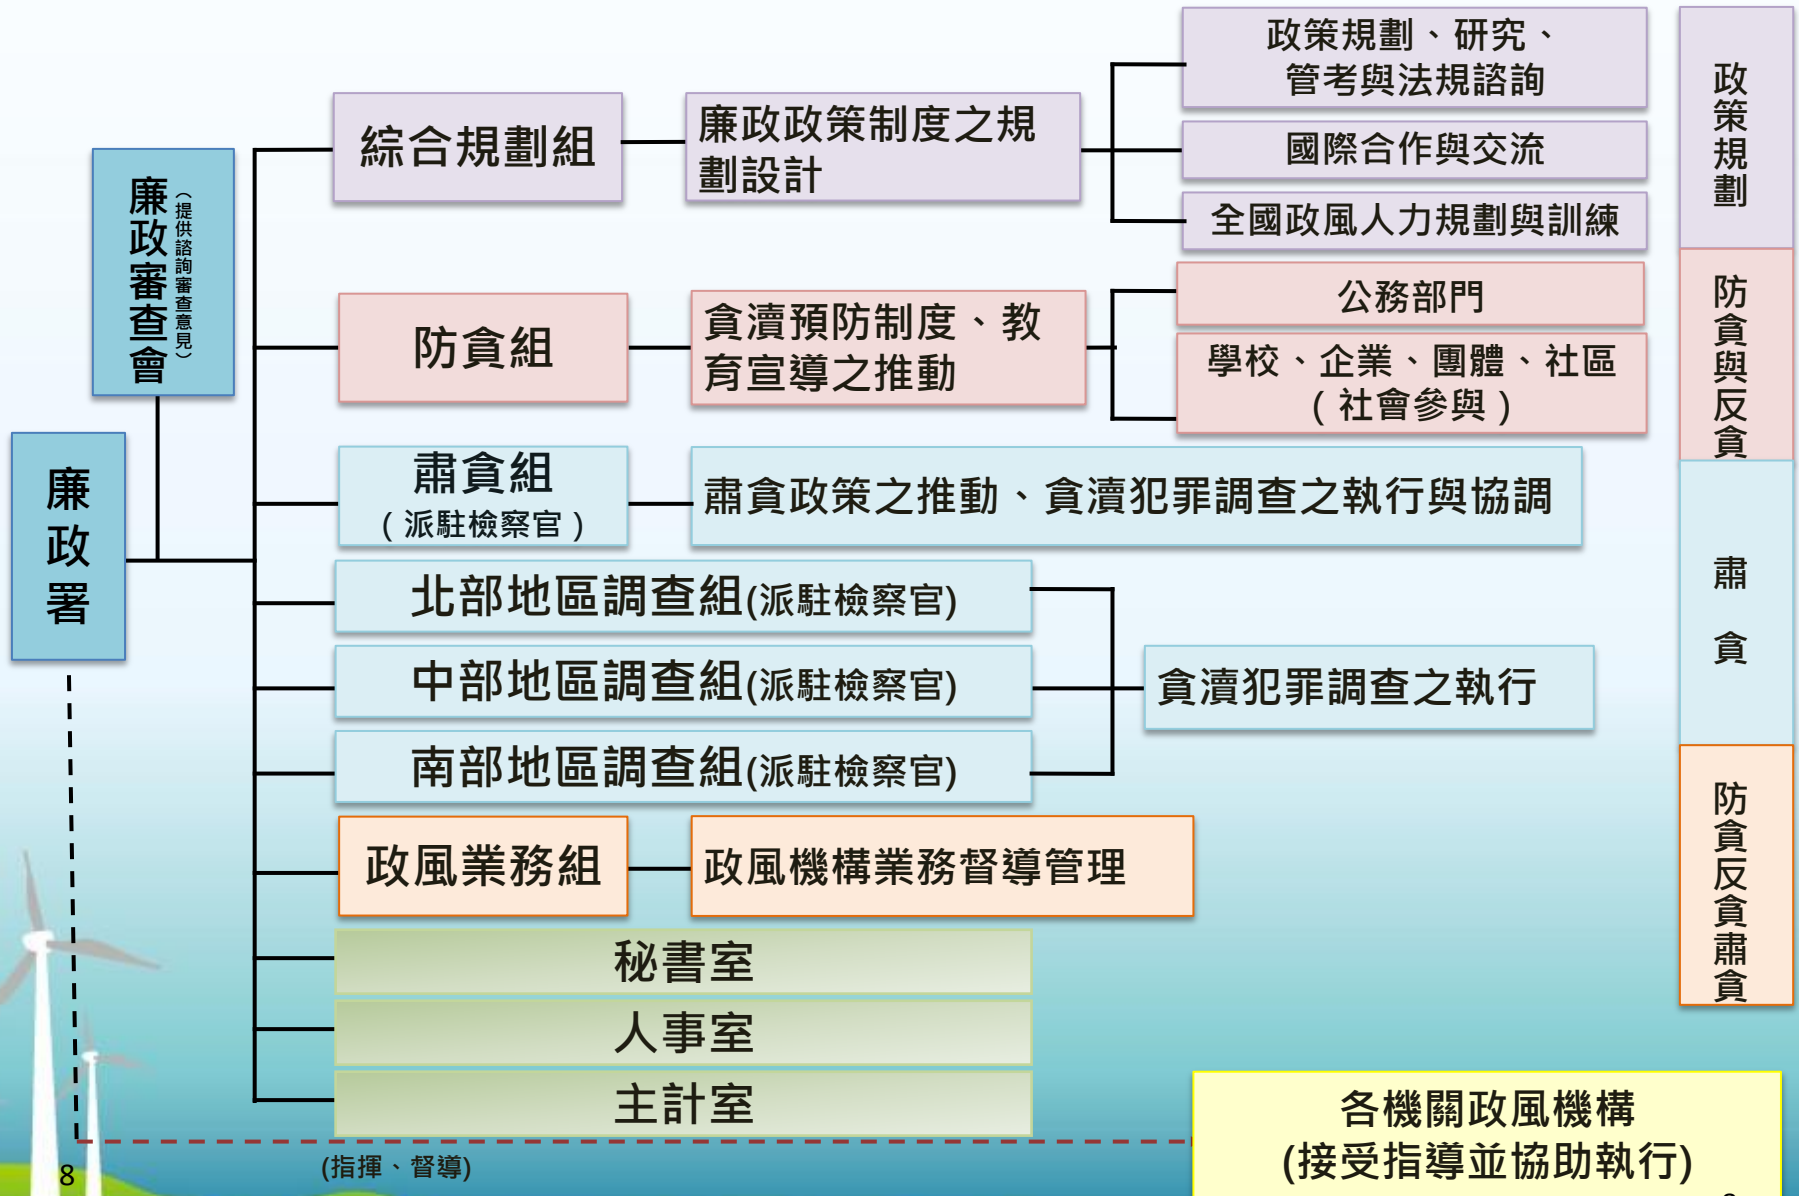 廉政署
廉政審查會
（提供諮詢審查意見）
綜合規劃組
廉政政策制度之規
劃設計
政策規劃、研究、
管考與法規諮詢
國際合作與交流
全國政風人力規劃與訓練
政策規劃
防貪組
貪瀆預防制度、教
育宣導之推動
公務部門
學校、企業、團體、社區
(社會參與)
防貪與反貪
肅貪組
(派駐檢察官)
肅貪政策之推動、貪瀆犯罪調查之執行與協調
北部地區調查組(派駐檢察官)
中部地區調查組(派駐檢察官)
南部地區調查組(派駐檢察官)
貪瀆犯罪調查之執行
肅貪
政風業務組
政風機構業務督導管理
防貪反貪肅貪
秘書室
人事室
主計室
(指揮、督導)
各機關政風機構
(接受指導並協助執行)
8